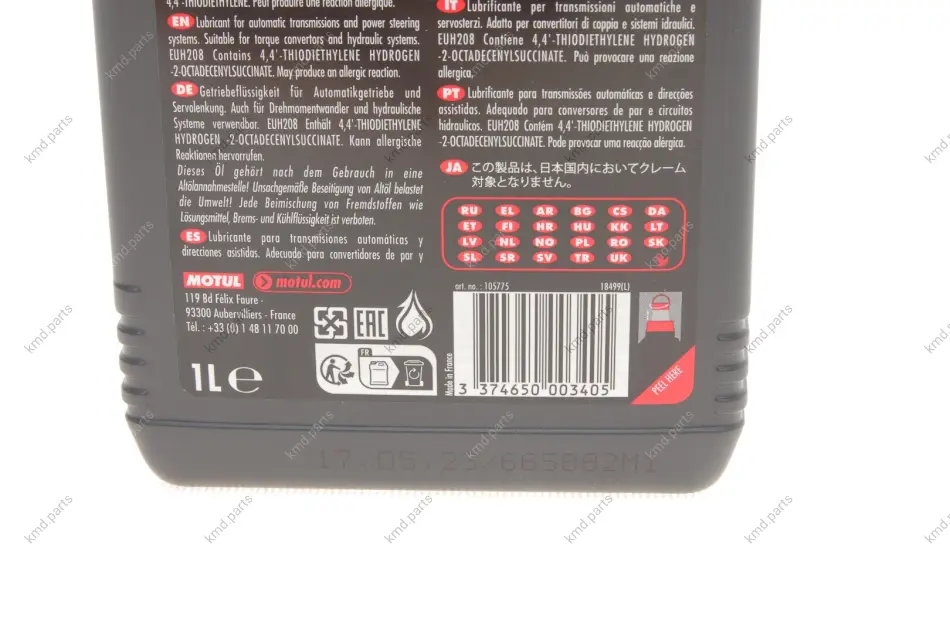 4,4'-THIODIETHYLENE. Peut produire une réaction allergique.
EN Lubricant for automatic transmissions and power steering
systems. Suitable for torque convertors and hydraulic systems.
EUH208 Contains 4,4'-THIODIETHYLENE HYDROGEN
-2-OCTADECENYLSUCCINATE. May produce an allergic reaction.
DE Getriebeflüssigkeit für Automatikgetriebe und
Servolenkung. Auch für Drehmomentwandler und hydraulische
Systeme verwendbar. EUH208 Enthält 4,4'-THIODIETHYLENE
HYDROGEN -2-OCTADECENYLSUCCINATE. Kann allergische
Reaktionen hervorrufen.
Dieses Öl gehört nach dem Gebrauch in eine
Altölannahmestelle! Unsachgemäße Beseitigung von Altöl belastet
die Umwelt! Jede Beimischung von Fremdstoffen wie
Lösungsmittel, Brems- und Kühlflüssigkeit ist verboten.
ES Lubricante para transmisiones automáticas y
direcciones asistidas. Adecuado para convertidores de par y
IT Lubrificante per trasmissioni automatiche e
servosterzi. Adatto per convertitori di coppia e sistemi idraulici.
EUH208 Contiene 4,4'-THIODIETHYLENE HYDROGEN
-2-OCTADECENYLSUCCINATE. Può provocare una reazione
allergica.
PT Lubrificante para transmissões automáticas e direcções
assistidas. Adequado para conversores de par e circuitos
hidraulicos. EUH208 Contém 4,4'-THIODIETHYLENE HYDROGEN
-2-OCTADECENYLSUCCINATE. Pode provocar uma reacção alérgica.
JA この製品は、日本国内においてクレーム
対象となりません。
RU EL AR BG CS DA
ET FI HR HU KK LT
LV NL NO PL RO SK
SL SR SV TR UK
MOTUL motul.com
119 Bd Félix Faure -
93300 Aubervilliers - France
Tél. : +33 (0) 1 48 11 70 00
1L e
EAC
FR
art. no. : 105775 18499(L)
Made in France
3 374650 003405
PEEL HERE
17.05.23 665002M1
kmd.parts